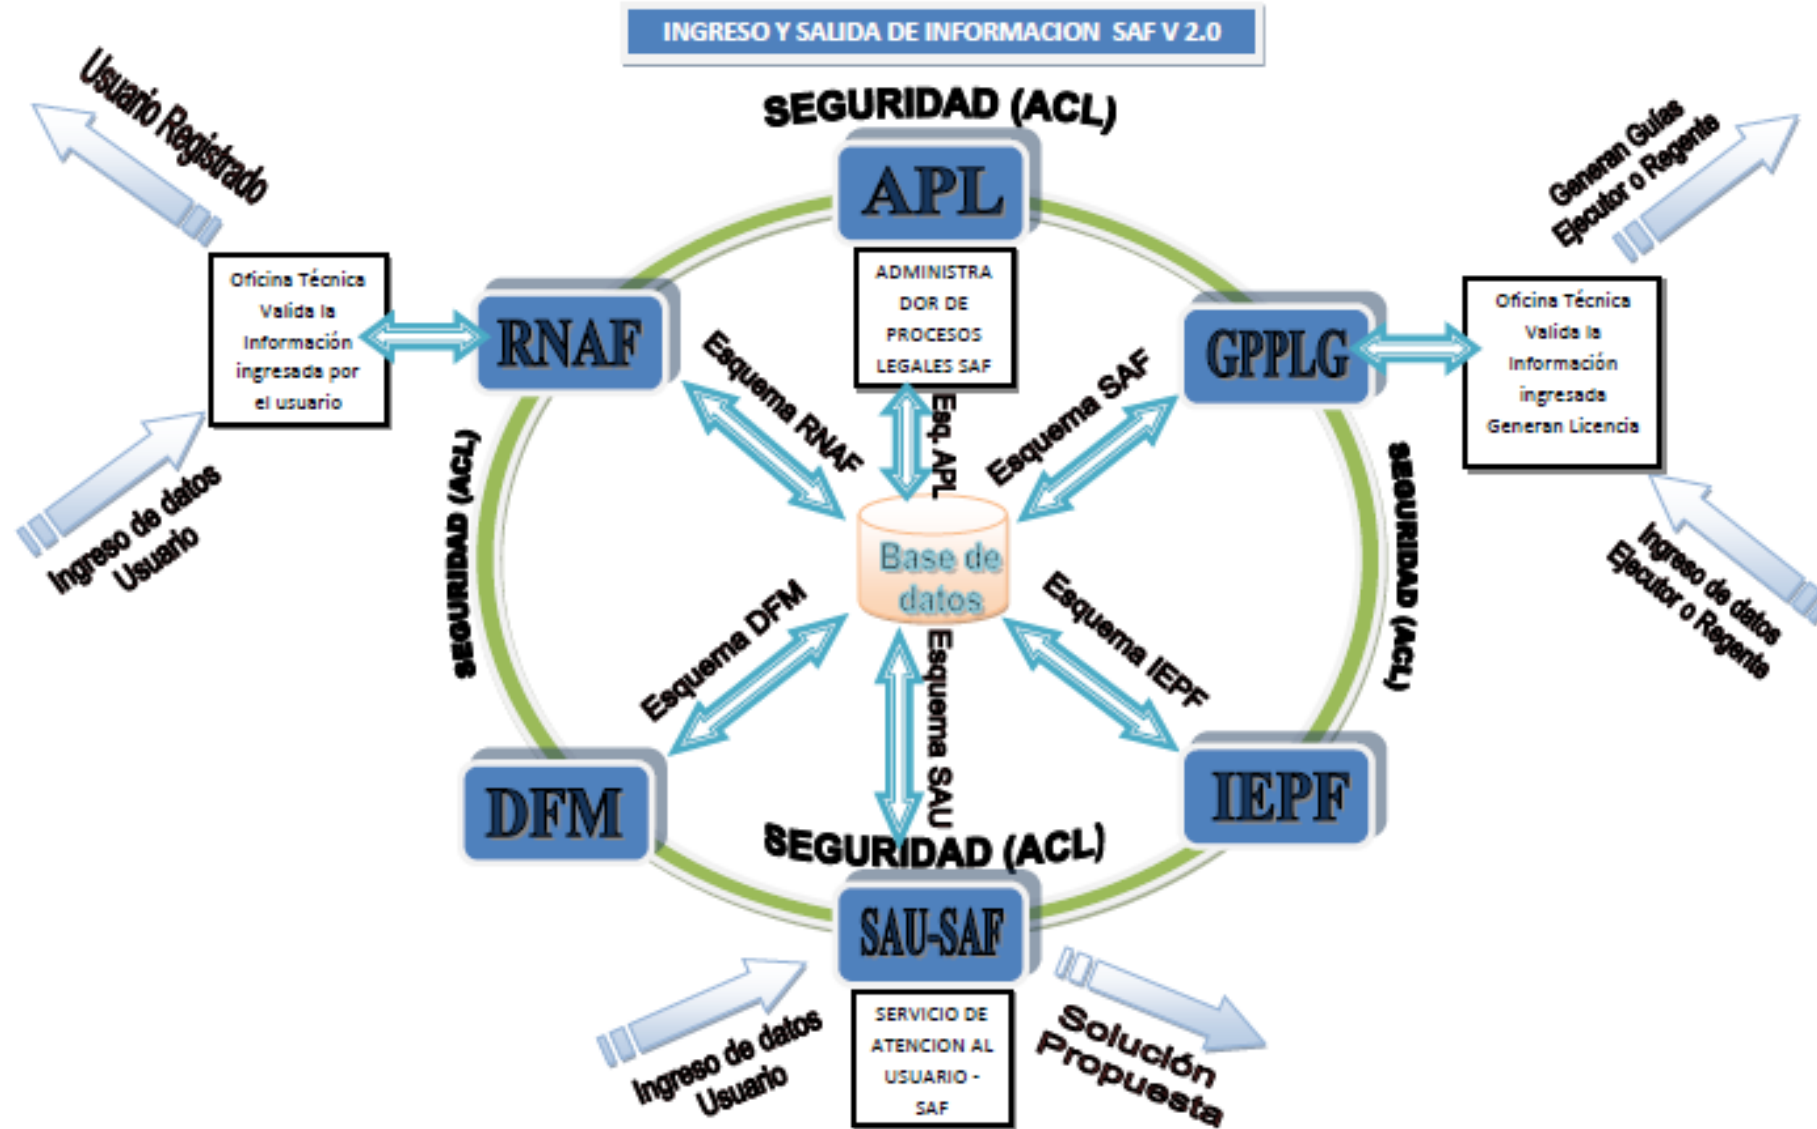 INGRESO Y SALIDA DE INFORMACION SAF V 2.0
SEGURIDAD (ACL)
APL
ADMINISTRA
DOR DE
PROCESOS
LEGALES SAF
Usuario Registrado
Oficina Técnica
Valida la
Información
ingresada por
el usuario
Ingreso de datos
Usuario
RNAF
Generan Guías
Ejecutor o Regente
GPPLG
Oficina Técnica
Valida la
Información
ingresada
Generan Licencia
Ingreso de datos
Ejecutor o Regente
Esquema RNAF
Esq. APL
Esquema SAF
SEGURIDAD (ACL)
SEGURIDAD (ACL)
Base de
datos
Esquema DFM
Esquema SAU
Esquema IEPF
DFM
IEPF
SEGURIDAD (ACL)
SAU-SAF
SERVICIO DE
ATENCION AL
USUARIO -
SAF
Ingreso de datos
Usuario
Solución
Propuesta